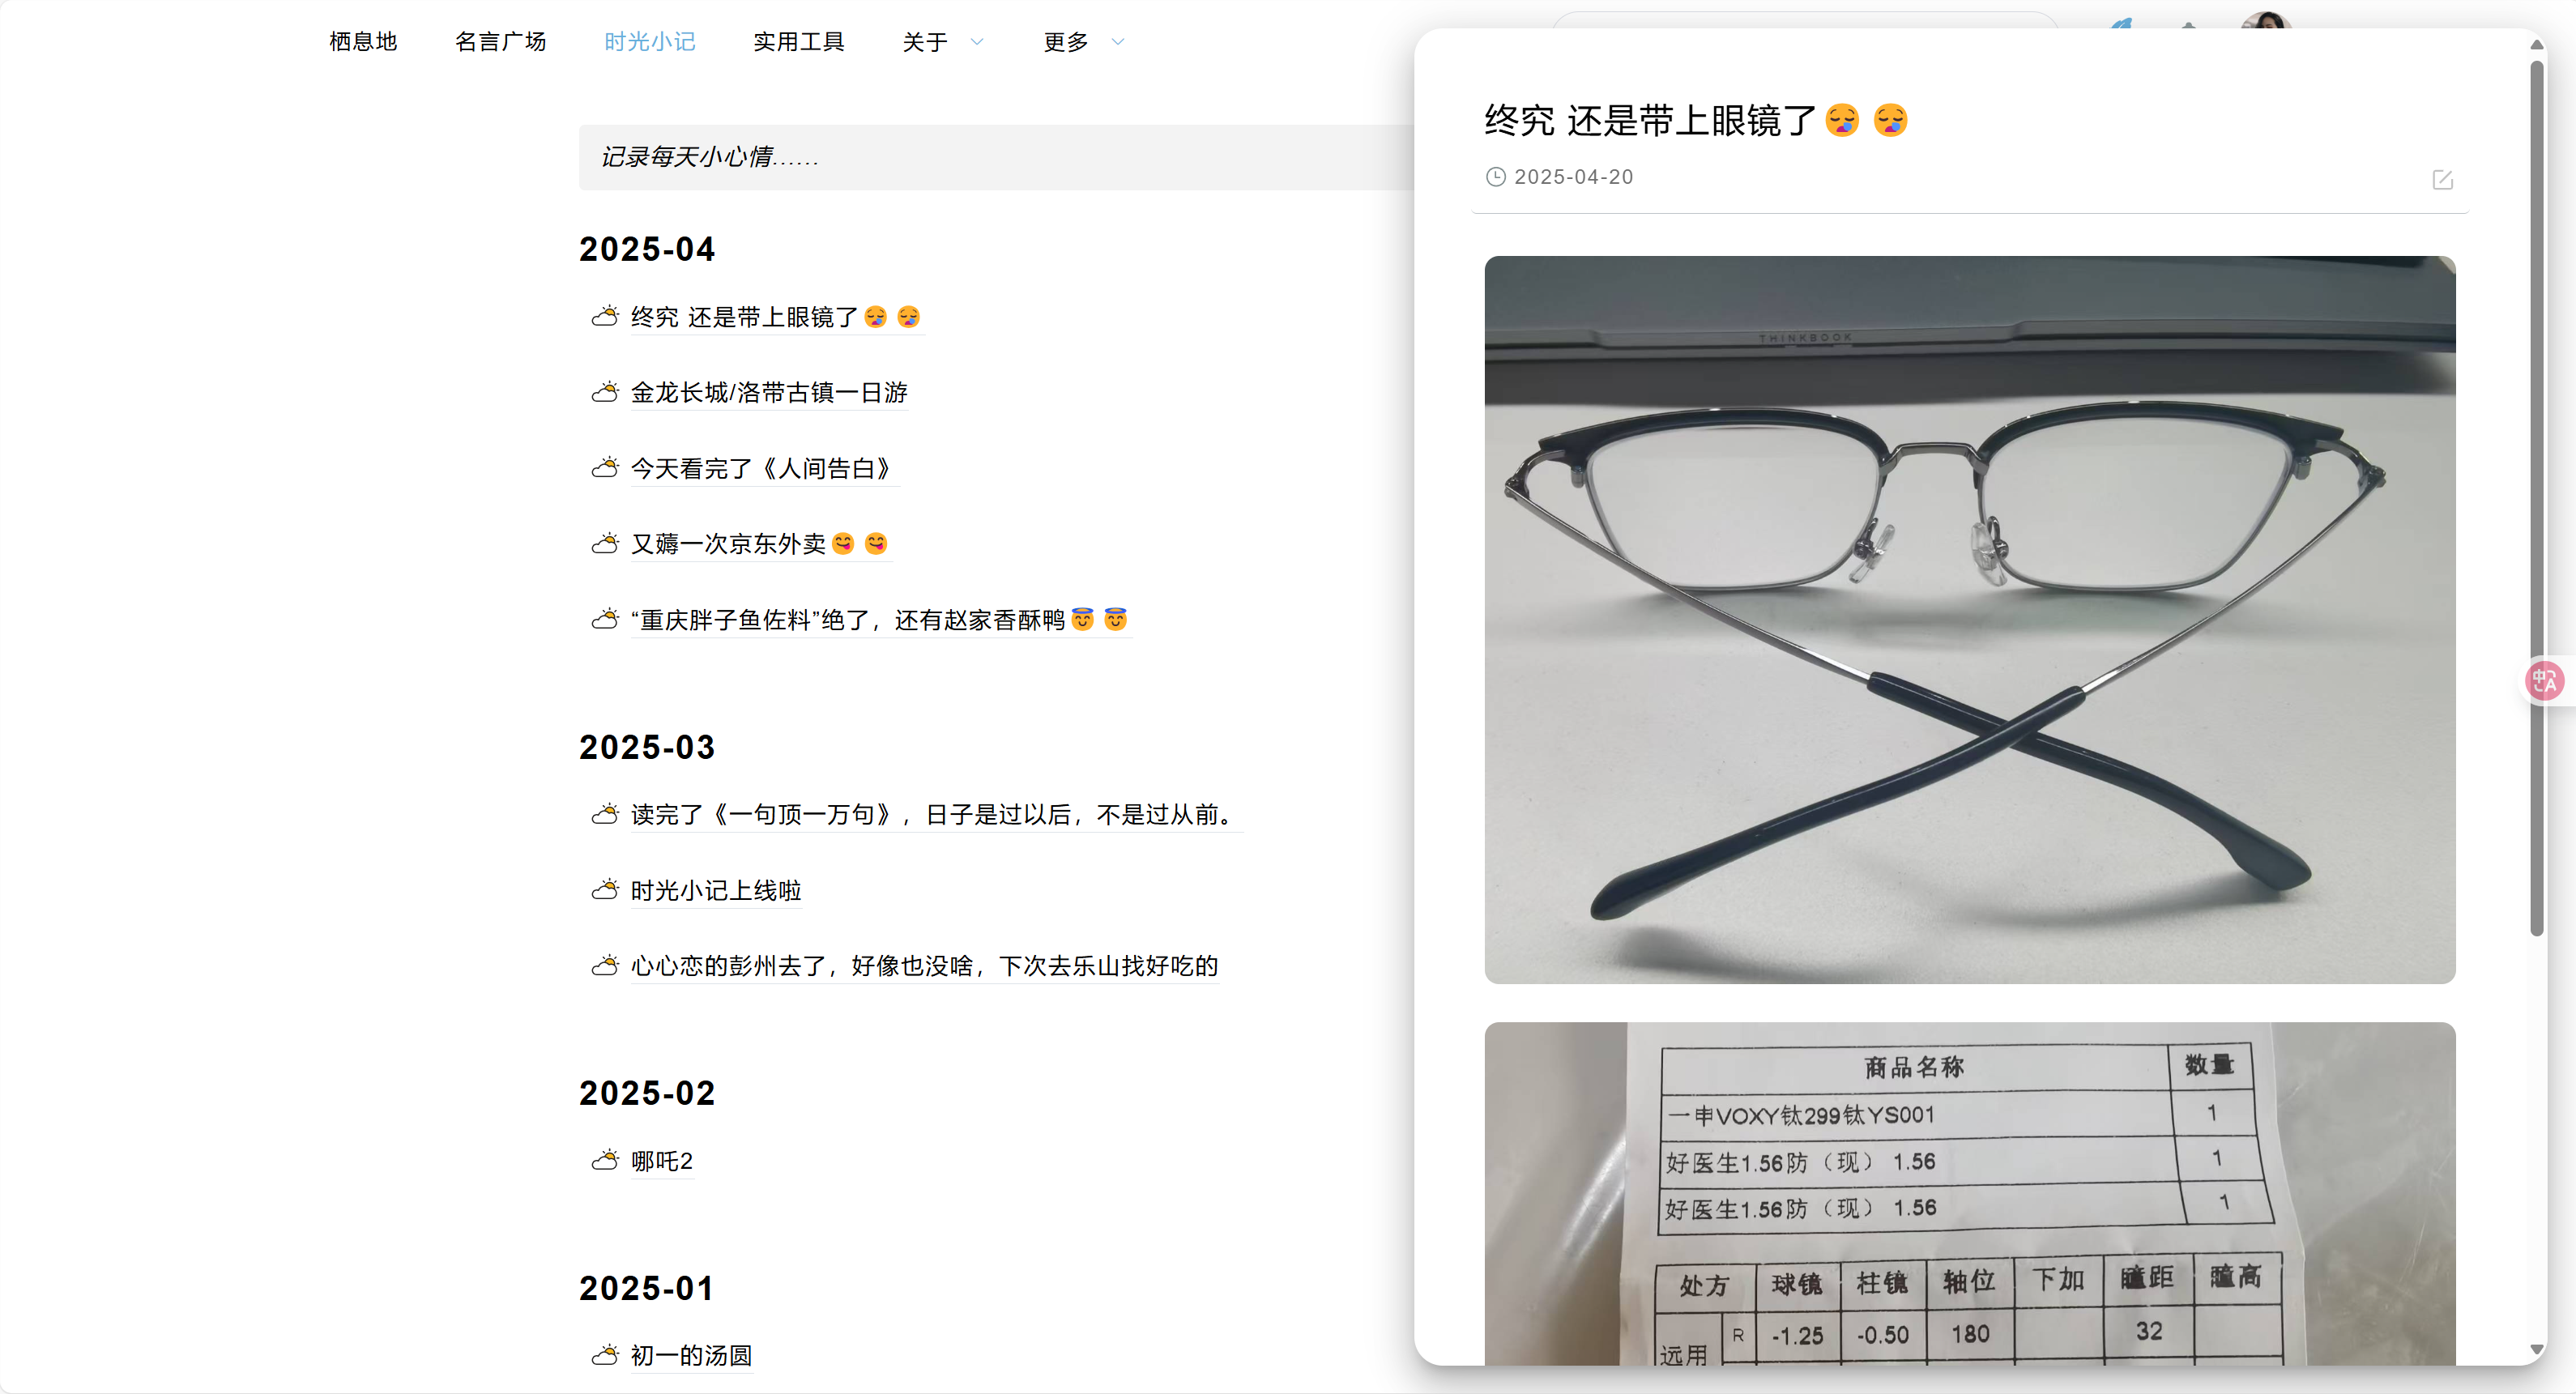 栖息地 名言广场 时光小记 实用工具 关于 更多
记录每天小心情......
2025-04
终究 还是带上眼镜了😪 😪
金龙长城/洛带古镇一日游
今天看完了《人间告白》
又薅一次京东外卖😋 😋
“重庆胖子鱼佐料”绝了，还有赵家香酥鸭😇 😇
2025-03
读完了《一句顶一万句》，日子是过以后，不是过从前。
时光小记上线啦
心心恋的彭州去了，好像也没啥，下次去乐山找好吃的
2025-02
哪吒2
2025-01
初一的汤圆
终究 还是带上眼镜了😪 😪
2025-04-20
THINKBOOK
商品名称 数量
一申VOXY钛299钛YS001 1
好医生1.56防（现） 1.56 1
好医生1.56防（现） 1.56 1
处方 球镜 柱镜 轴位 下加 瞳距 瞳高
远用 R -1.25 -0.50 180 32
中A